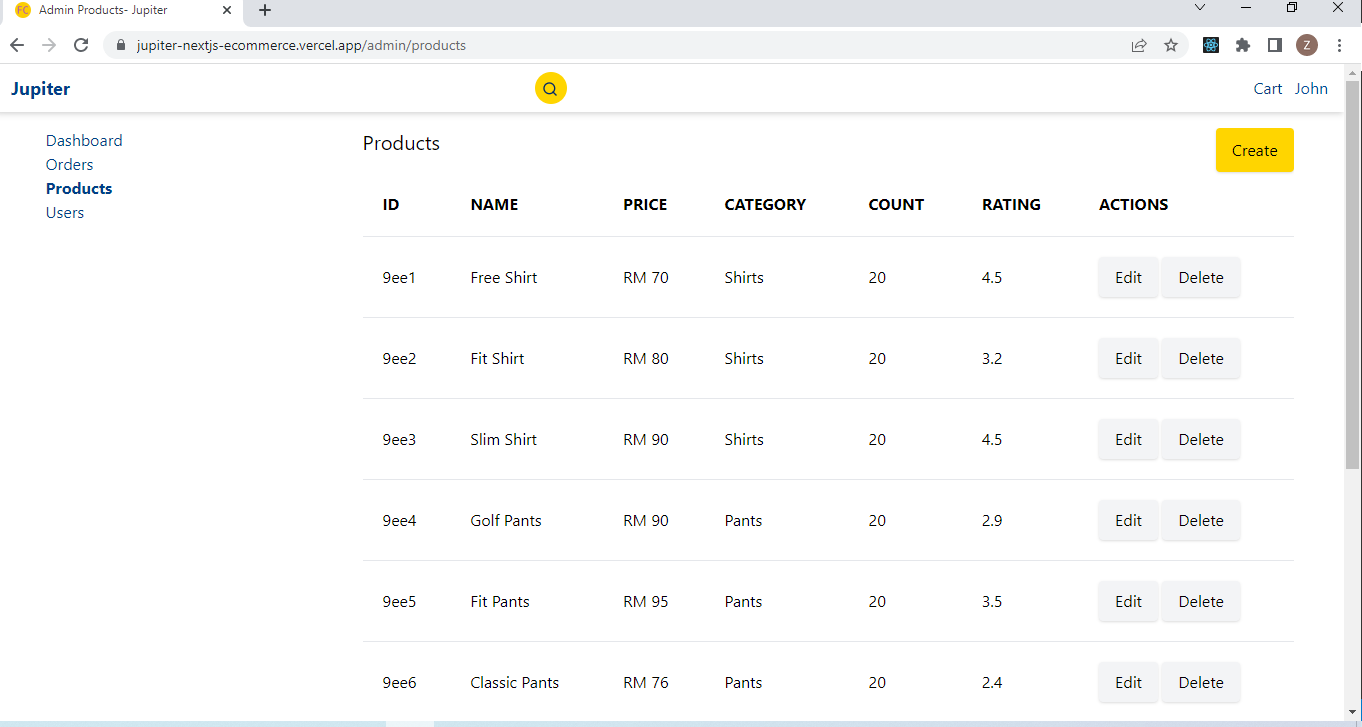 FC Admin Products- Jupiter
jupiter-nextjs-ecommerce.vercel.app/admin/products
Z
Jupiter
Cart John
Dashboard
Orders
Products
Users
Products
Create
ID NAME PRICE CATEGORY COUNT RATING ACTIONS
9ee1 Free Shirt RM 70 Shirts 20 4.5 Edit Delete
9ee2 Fit Shirt RM 80 Shirts 20 3.2 Edit Delete
9ee3 Slim Shirt RM 90 Shirts 20 4.5 Edit Delete
9ee4 Golf Pants RM 90 Pants 20 2.9 Edit Delete
9ee5 Fit Pants RM 95 Pants 20 3.5 Edit Delete
9ee6 Classic Pants RM 76 Pants 20 2.4 Edit Delete